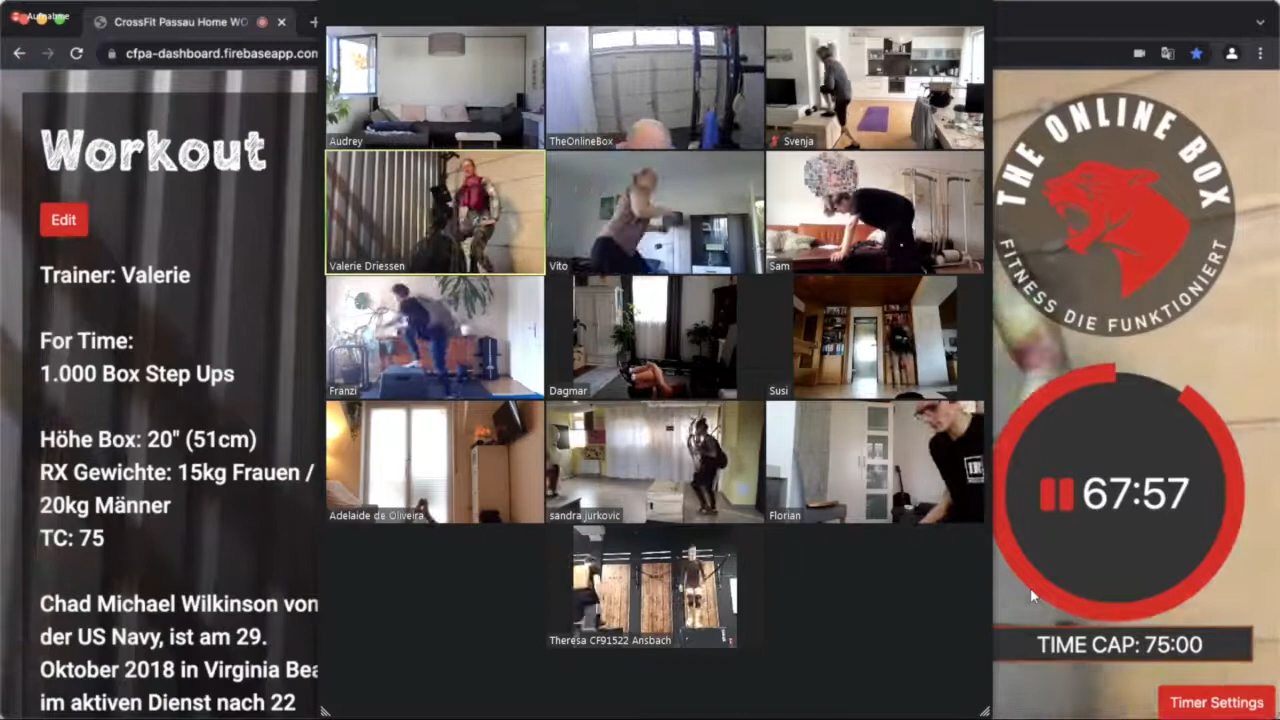 Aufnahme
CrossFit Passau Home WO
cfpa-dashboard.firebaseapp.com
Workout
Edit
Trainer: Valerie
For Time:
1.000 Box Step Ups
Höhe Box: 20" (51cm)
RX Gewichte: 15kg Frauen /
20kg Männer
TC: 75
Chad Michael Wilkinson von
der US Navy, ist am 29.
Oktober 2018 in Virginia Bea
im aktiven Dienst nach 22
Audrey
TheOnlineBox
Svenja
Valerie Driessen
Vito
Sam
Franzi
Dagmar
Susi
Adelaide de Oliveira
sandra jurkovic
Florian
Theresa CF91522 Ansbach
THE ONLINE BOX
FITNESS DIE FUNKTIONIERT
67:57
TIME CAP: 75:00
Timer Settings